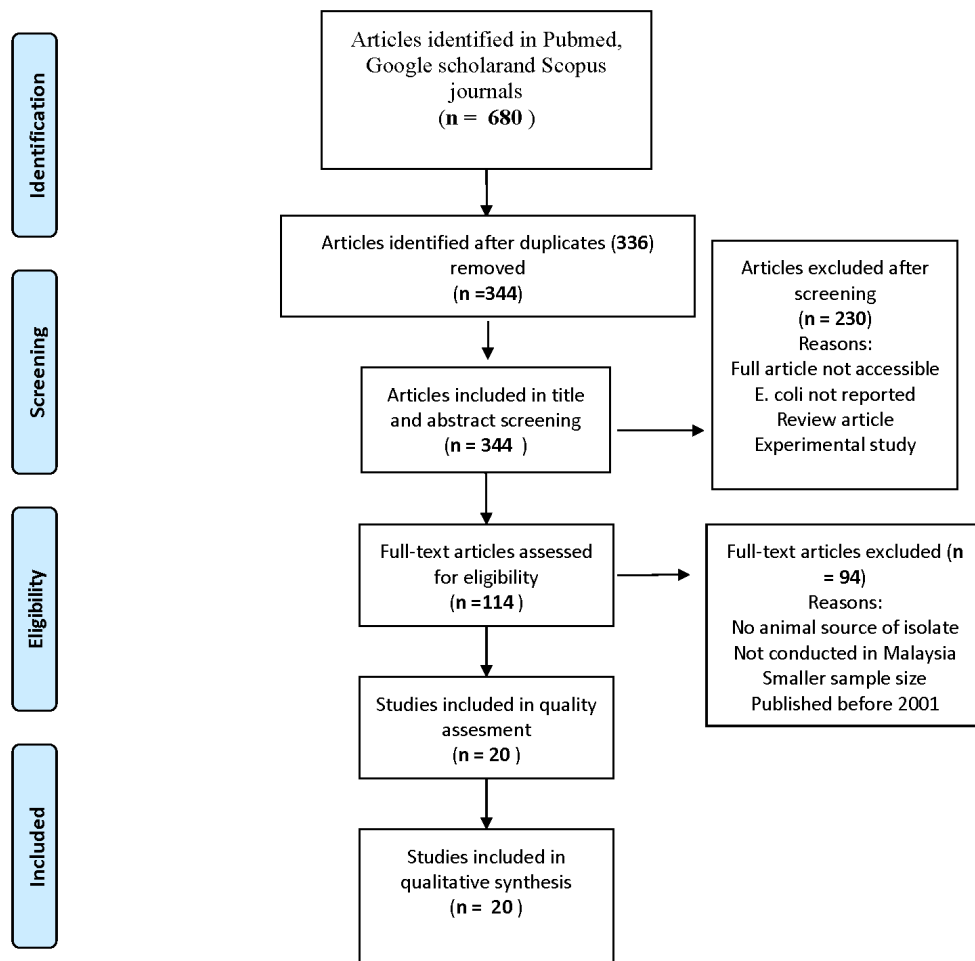 Identification
Articles identified in Pubmed,
Google scholarand Scopus
journals
(n = 680 )
Articles identified after duplicates (336)
removed
(n =344)
Screening
Articles excluded after
screening
(n = 230)
Reasons:
Full article not accessible
E. coli not reported
Review article
Experimental study
Articles included in title
and abstract screening
(n = 344 )
Eligibility
Full-text articles assessed
for eligibility
(n =114 )
Full-text articles excluded (n
= 94)
Reasons:
No animal source of isolate
Not conducted in Malaysia
Smaller sample size
Published before 2001
Studies included in quality
assesment
(n = 20 )
Included
Studies included in
qualitative synthesis
(n = 20 )